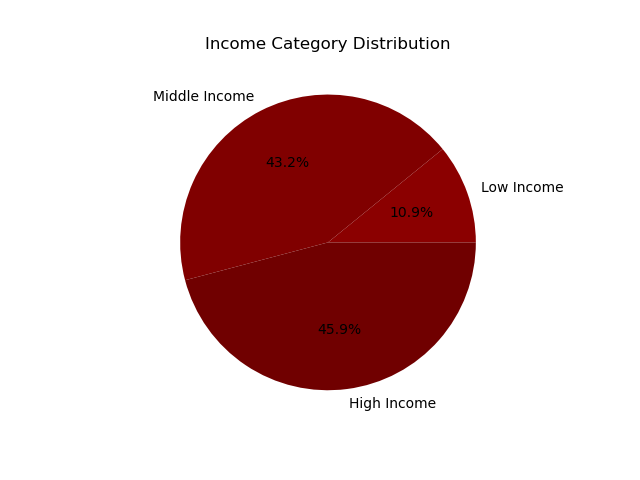 Income Category Distribution
Middle Income
43.2%
Low Income
10.9%
45.9%
High Income